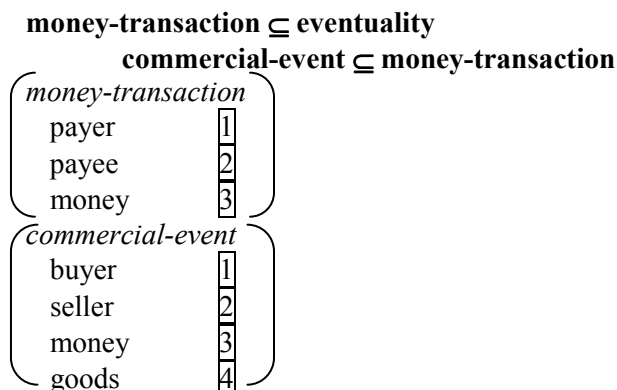 money-transaction ⊆ eventuality
commercial-event ⊆ money-transaction
money-transaction
payer 1
payee 2
money 3
commercial-event
buyer 1
seller 2
money 3
goods 4